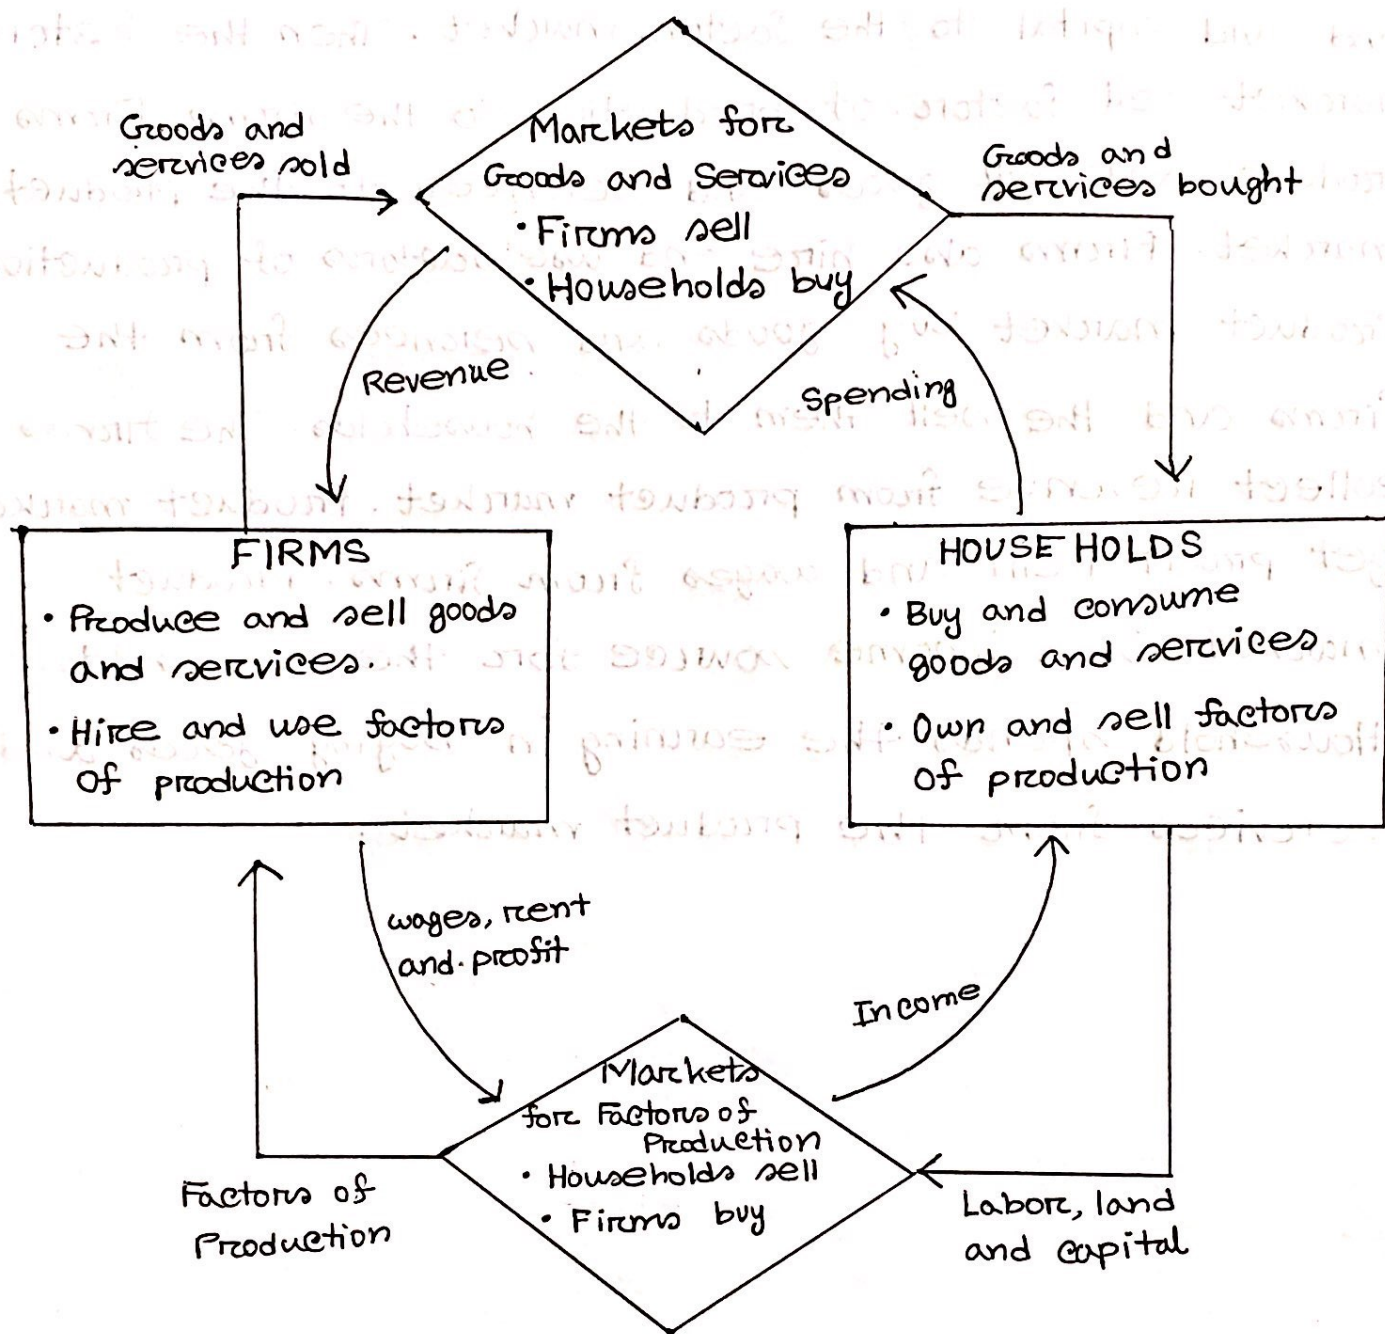 Markets for
Goods and Services
• Firms sell
• Households buy
Goods and
services sold
Goods and
services bought
Revenue
Spending
FIRMS
• Produce and sell goods
and services.
• Hire and use factors
of production
HOUSEHOLDS
• Buy and consume
goods and services
• Own and sell factors
of production
wages, rent
and profit
Income
Markets
for Factors of
Production
• Households sell
• Firms buy
Factors of
Production
Labor, land
and capital